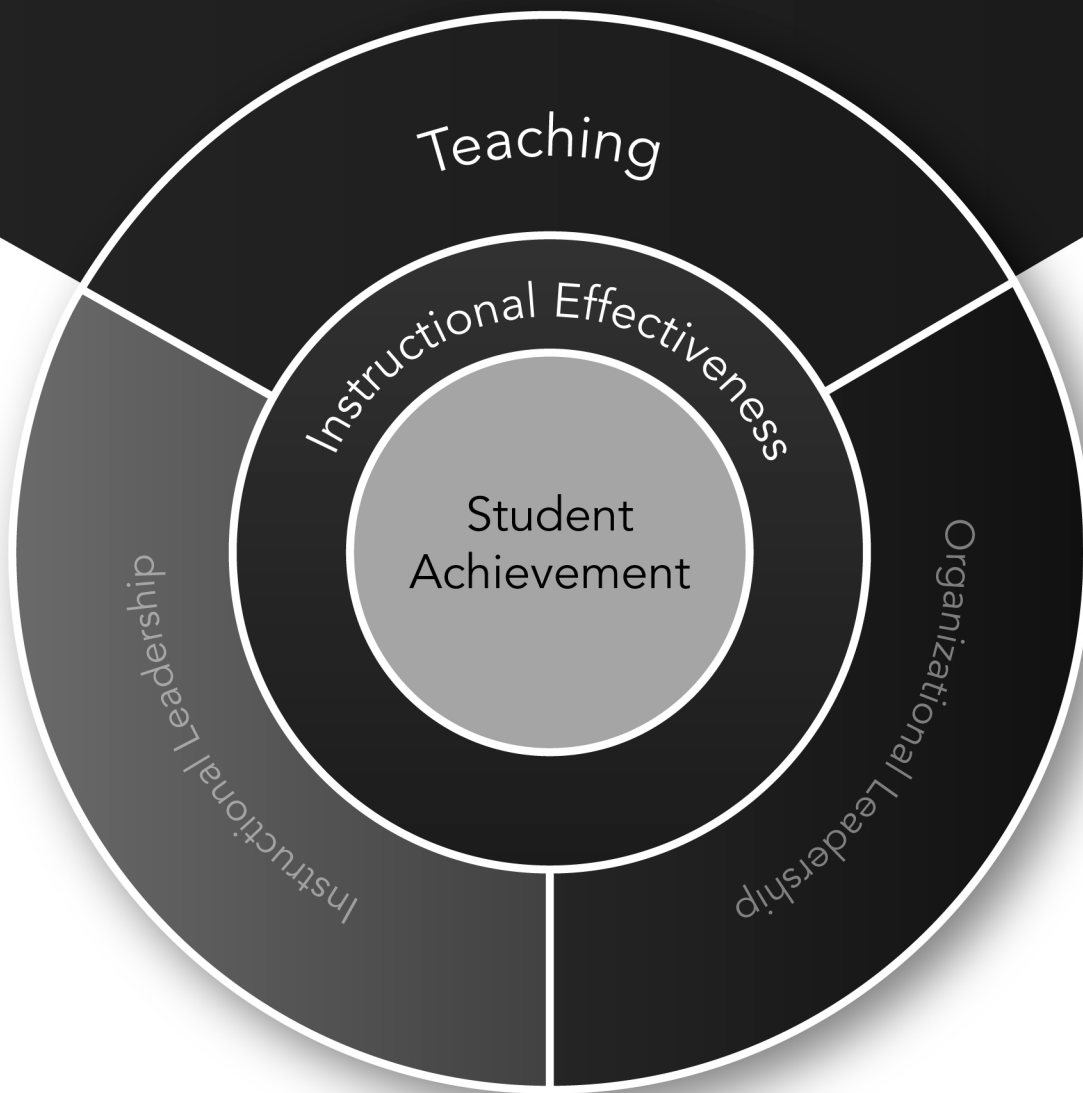 Teaching
Instructional Effectiveness
Student
Achievement
Instructional Leadership
Organizational Leadership